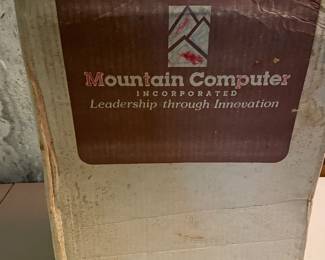 Mountain Computer
INCORPORATED
Leadership through Innovation